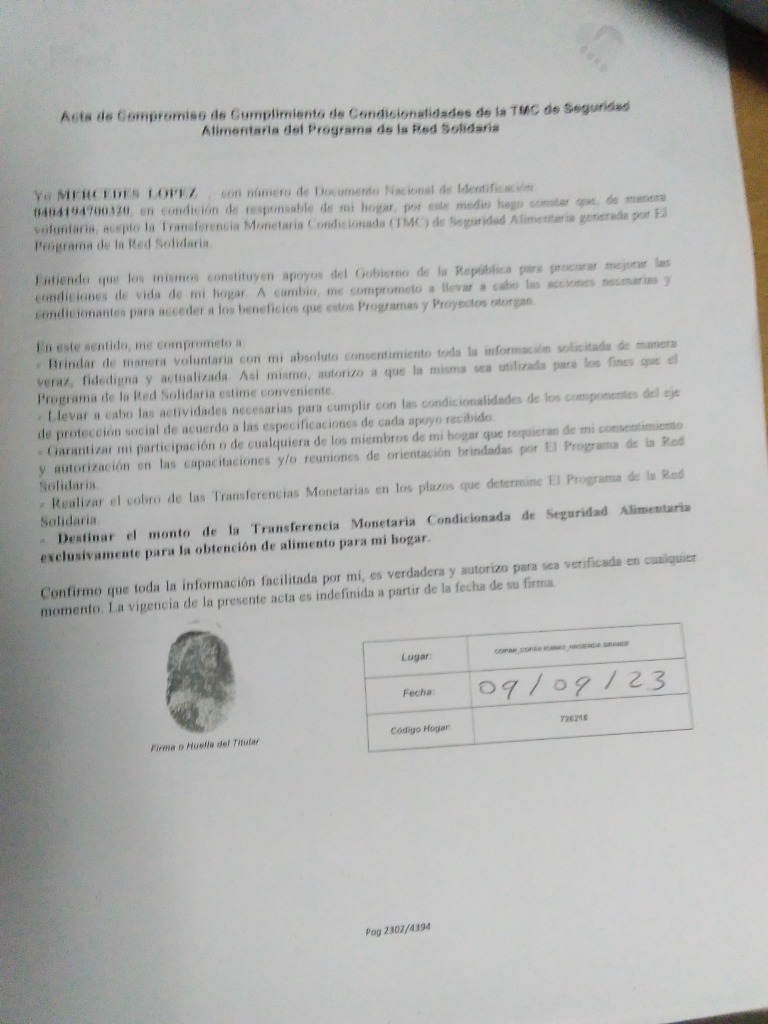 Acta de Compromiso de Cumplimiento de Condicionalidades de la TMC de Seguridad
Alimentaria del Programa de la Red Solidaria
Yo MERCEDES LOPEZ , con número de Documento Nacional de Identificación
0404194700320, en condición de responsable de mi hogar, por este medio hago constar que, de manera
voluntaria, acepto la Transferencia Monetaria Condicionada (TMC) de Seguridad Alimentaria generada por El
Programa de la Red Solidaria.
Entiendo que los mismos constituyen apoyos del Gobierno de la República para procurar mejorar las
condiciones de vida de mi hogar. A cambio, me comprometo a llevar a cabo las acciones necesarias y
condicionantes para acceder a los beneficios que estos Programas y Proyectos otorgan.
En este sentido, me comprometo a:
- Brindar de manera voluntaria con mi absoluto consentimiento toda la información solicitada de manera
veraz, fidedigna y actualizada. Así mismo, autorizo a que la misma sea utilizada para los fines que el
Programa de la Red Solidaria estime conveniente.
- Llevar a cabo las actividades necesarias para cumplir con las condicionalidades de los componentes del eje
de protección social de acuerdo a las especificaciones de cada apoyo recibido.
- Garantizar mi participación o de cualquiera de los miembros de mi hogar que requieran de mi consentimiento
y autorización en las capacitaciones y/o reuniones de orientación brindadas por El Programa de la Red
Solidaria.
- Realizar el cobro de las Transferencias Monetarias en los plazos que determine El Programa de la Red
Solidaria.
- Destinar el monto de la Transferencia Monetaria Condicionada de Seguridad Alimentaria
exclusivamente para la obtención de alimento para mi hogar.
Confirmo que toda la información facilitada por mí, es verdadera y autorizo para sea verificada en cualquier
momento. La vigencia de la presente acta es indefinida a partir de la fecha de su firma.
Lugar: COPAN_COPAN RUINAS_HACIENDA GRANDE
Fecha: 09/09/23
Código Hogar: 726216
Firma o Huella del Titular
Pag 2302/4394